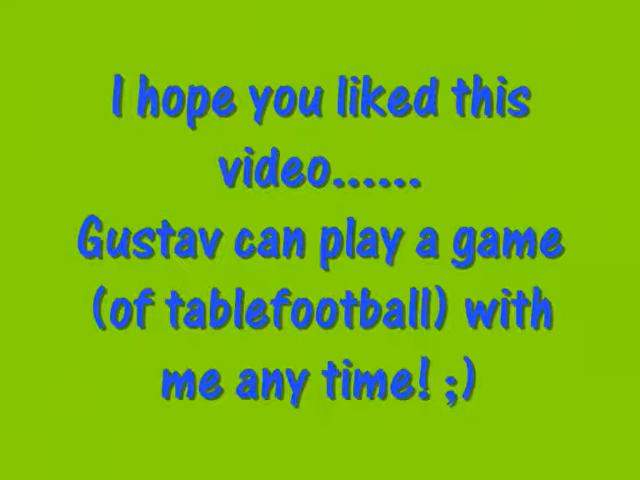 I hope you liked this
video......
Gustav can play a game
(of tablefootball) with
me any time! ;)